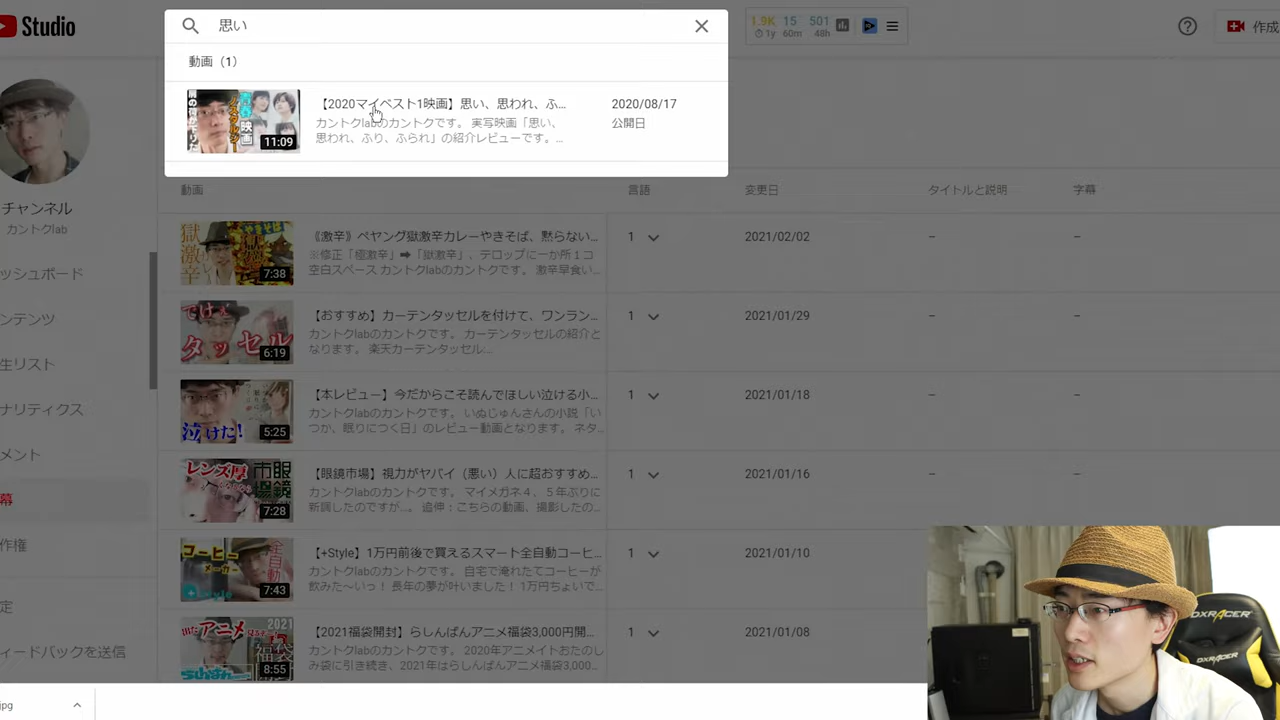 Studio
思い
1.9K 15 501
1y 60m 48h
作成
動画（1）
【2020マイベスト1映画】思い、思われ、ふ...
カントクlabのカントクです。 実写映画「思い、
思われ、ふり、ふられ」の紹介レビューです。...
11:09
2020/08/17
公開日
動画
言語
変更日
タイトルと説明
字幕
チャンネル
カントクlab
ッシュボード
ンテンツ
生リスト
ナリティクス
メント
幕
作権
定
ィードバックを送信
《激辛》ペヤング獄激辛カレーやきそば、黙らない...
※修正「極激辛」➡「獄激辛」、テロップに一か所１コ
空白スペース カントクlabのカントクです。 激辛早食い...
7:38
1
2021/02/02
–
–
【おすすめ】カーテンタッセルを付けて、ワンラン...
カントクlabのカントクです。 カーテンタッセルの紹介と
なります。 楽天カーテンタッセル...
タッセル
6:19
1
2021/01/29
–
–
【本レビュー】今だからこそ読んでほしい泣ける小...
カントクlabのカントクです。 いぬじゅんさんの小説「い
つか、眠りにつく日」のレビュー動画となります。 ネタ...
泣けた!
5:25
1
2021/01/18
–
–
【眼鏡市場】視力がヤバイ（悪い）人に超おすすめ...
カントクlabのカントクです。 マイメガネ４、５年ぶりに
新調したのですが...。 追伸：こちらの動画、撮影したの...
レンズ厚
市眼
場鏡
7:28
1
2021/01/16
–
–
【+Style】1万円前後で買えるスマート全自動コーヒ...
カントクlabのカントクです。 自宅で淹れたてコーヒーが
飲みた〜いっ！ 長年の夢が叶いました！ 1万円ちょいで...
コーヒー
メーカー
全自動
+style
7:43
1
2021/01/10
【2021福袋開封】らしんばんアニメ福袋3,000円開...
カントクlabのカントクです。 2020年アニメイトおたのし
み袋に引き続き、2021年はらしんばんアニメ福袋3,000...
2021
アニメ
福袋
8:55
1
2021/01/08
jpg
DXRACER
DXRACER